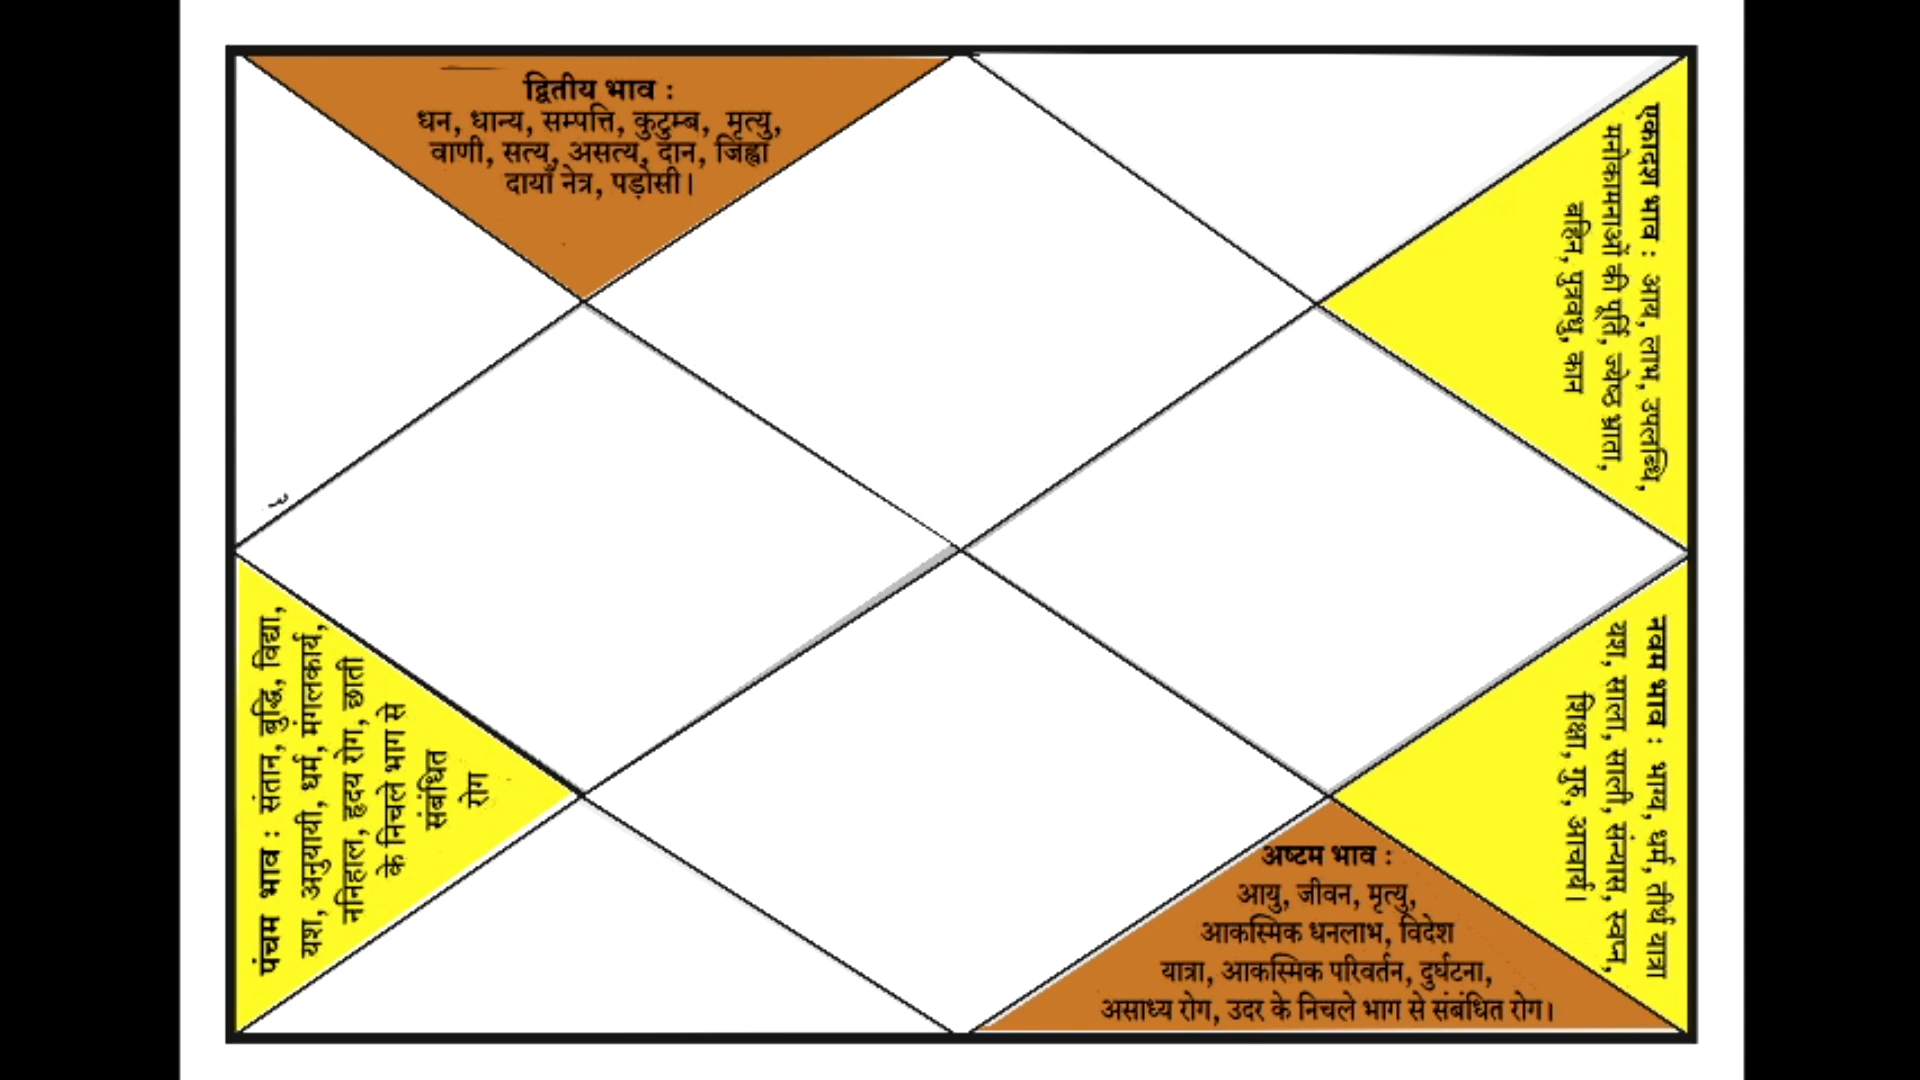 द्वितीय भाव :
धन, धान्य, सम्पत्ति, कुटुम्ब, मृत्यु,
वाणी, सत्य, असत्य, दान, जिह्वा
दायाँ नेत्र, पड़ोसी।
एकादश भाव : आय, लाभ, उपलब्धि,
मनोकामनाओं की पूर्ति, ज्येष्ठ भ्राता,
बहिन, पुत्रवधु, कान
पंचम भाव : संतान, बुद्धि, विद्या,
यश, अनुयायी, धर्म, मंगलकार्य,
ननिहाल, हृदय रोग, छाती
के निचले भाग से
संबंधित
रोग
नवम भाव : भाग्य, धर्म, तीर्थ यात्रा
यश, साला, साली, संन्यास, स्वप्न,
शिक्षा, गुरु, आचार्य।
अष्टम भाव :
आयु, जीवन, मृत्यु,
आकस्मिक धनलाभ, विदेश
यात्रा, आकस्मिक परिवर्तन, दुर्घटना,
असाध्य रोग, उदर के निचले भाग से संबंधित रोग।